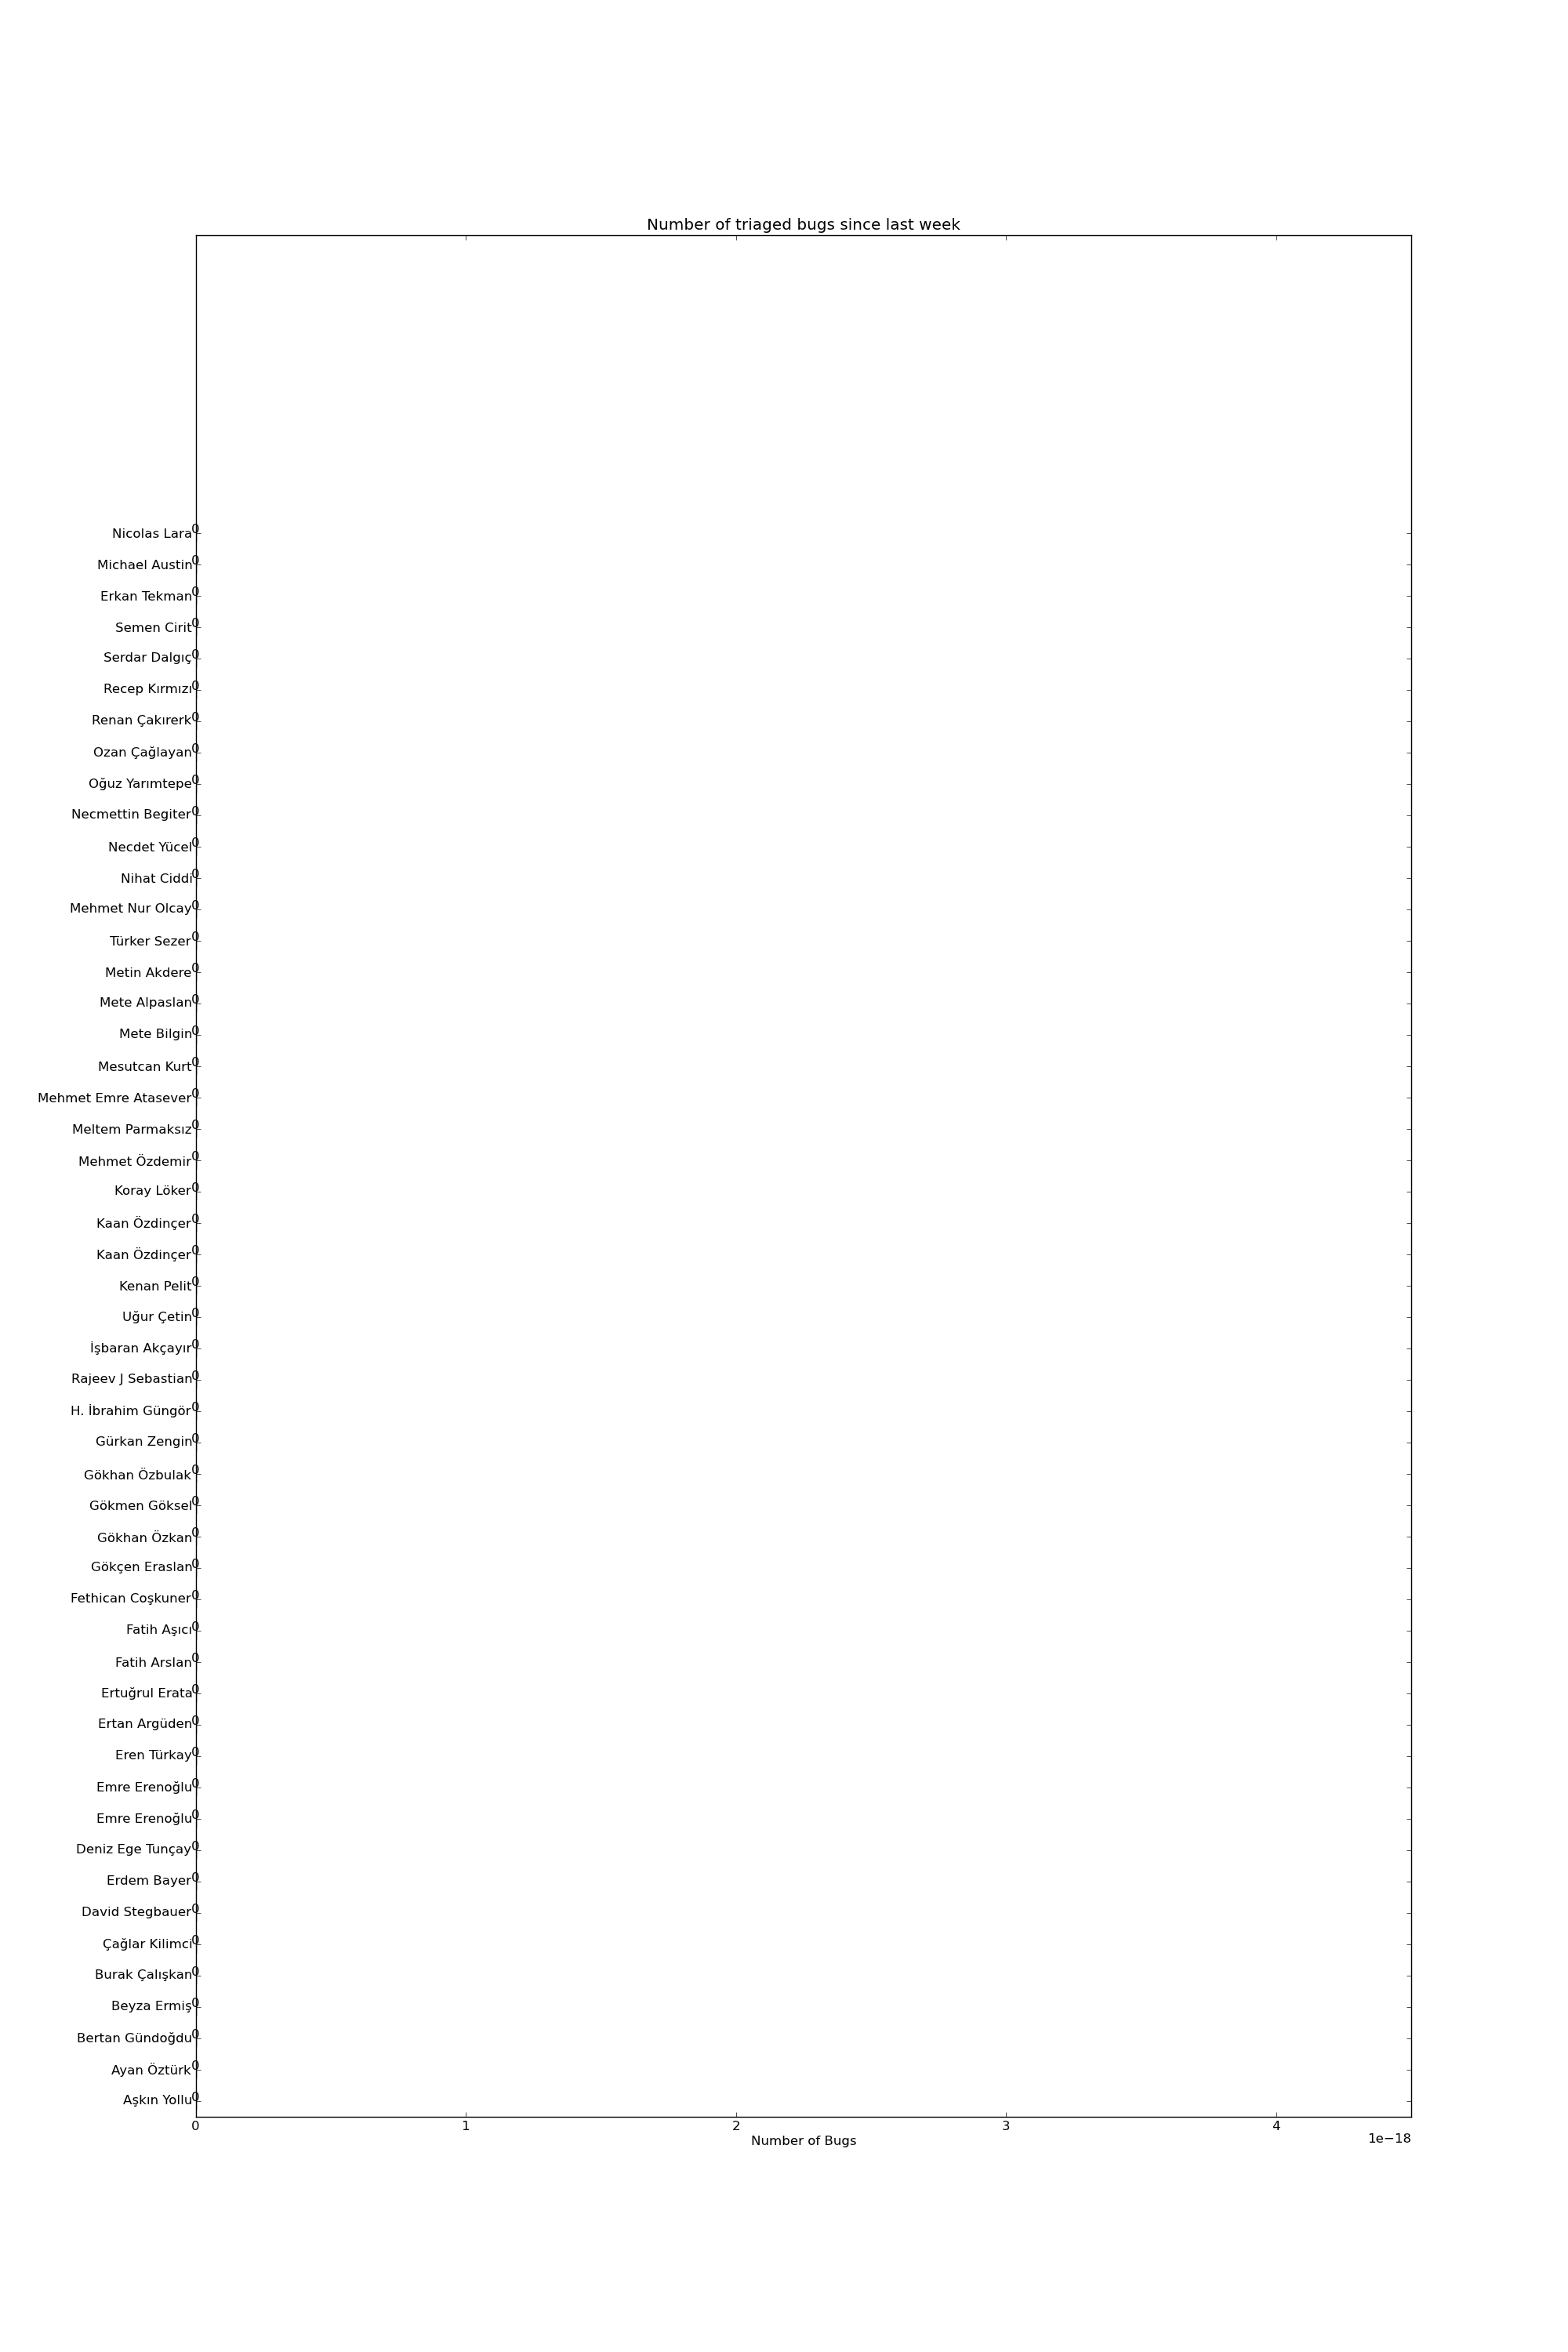 Number of triaged bugs since last week
Nicolas Lara 0
Michael Austin 0
Erkan Tekman 0
Semen Cirit 0
Serdar Dalgıç 0
Recep Kırmızı 0
Renan Çakırerk 0
Ozan Çağlayan 0
Oğuz Yarımtepe 0
Necmettin Begiter 0
Necdet Yücel 0
Nihat Ciddi 0
Mehmet Nur Olcay 0
Türker Sezer 0
Metin Akdere 0
Mete Alpaslan 0
Mete Bilgin 0
Mesutcan Kurt 0
Mehmet Emre Atasever 0
Meltem Parmaksız 0
Mehmet Özdemir 0
Koray Löker 0
Kaan Özdinçer 0
Kaan Özdinçer 0
Kenan Pelit 0
Uğur Çetin 0
İşbaran Akçayır 0
Rajeev J Sebastian 0
H. İbrahim Güngör 0
Gürkan Zengin 0
Gökhan Özbulak 0
Gökmen Göksel 0
Gökhan Özkan 0
Gökçen Eraslan 0
Fethican Coşkuner 0
Fatih Aşıcı 0
Fatih Arslan 0
Ertuğrul Erata 0
Ertan Argüden 0
Eren Türkay 0
Emre Erenoğlu 0
Emre Erenoğlu 0
Deniz Ege Tunçay 0
Erdem Bayer 0
David Stegbauer 0
Çağlar Kilimci 0
Burak Çalışkan 0
Beyza Ermiş 0
Bertan Gündoğdu 0
Ayan Öztürk 0
Aşkın Yollu 0
0 1 2 3 4
1e−18
Number of Bugs